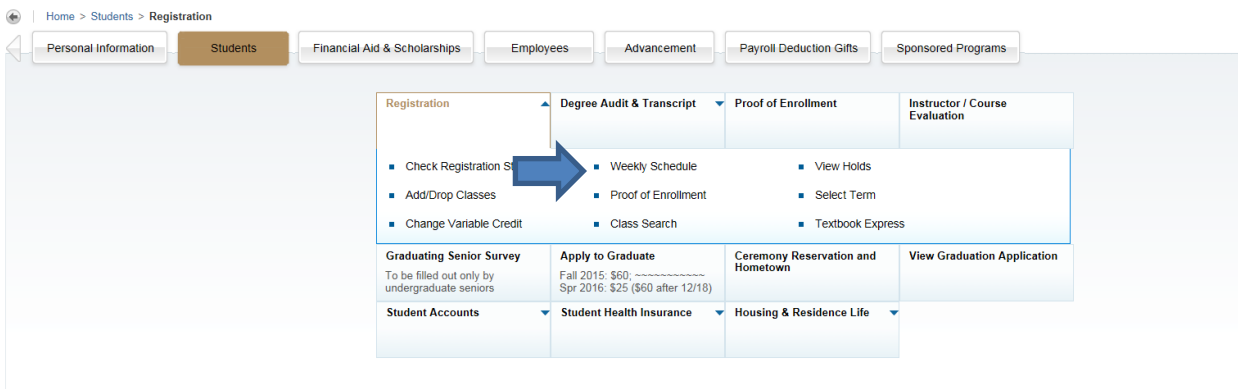 Home > Students > Registration
Personal Information
Students
Financial Aid & Scholarships
Employees
Advancement
Payroll Deduction Gifts
Sponsored Programs
Registration
Degree Audit & Transcript
Proof of Enrollment
Instructor / Course
Evaluation
Check Registration
Weekly Schedule
View Holds
Add/Drop Classes
Proof of Enrollment
Select Term
Change Variable Credit
Class Search
Textbook Express
Graduating Senior Survey
To be filled out only by
undergraduate seniors
Apply to Graduate
Fall 2015: $60; ~~~~~~~~~~~
Spr 2016: $25 ($60 after 12/18)
Ceremony Reservation and
Hometown
View Graduation Application
Student Accounts
Student Health Insurance
Housing & Residence Life